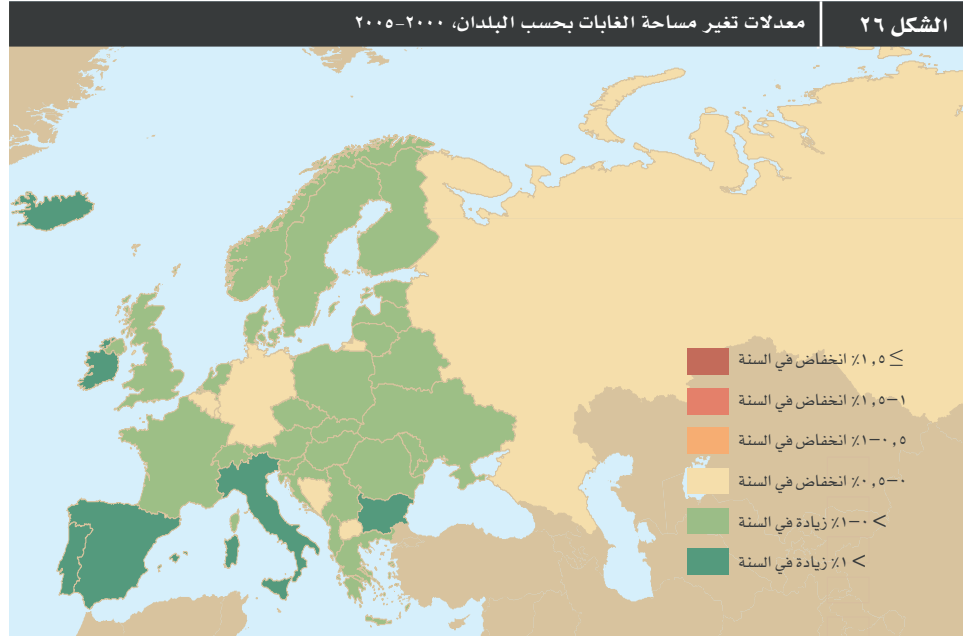 الشكل ٢٦
معدلات تغير مساحة الغابات بحسب البلدان، ٢٠٠٠-٢٠٠٥
≥ ١,٥٪ انخفاض في السنة
١–١,٥٪ انخفاض في السنة
٠,٥–١٪ انخفاض في السنة
٠–٠,٥٪ انخفاض في السنة
>٠–١٪ زيادة في السنة
>١٪ زيادة في السنة